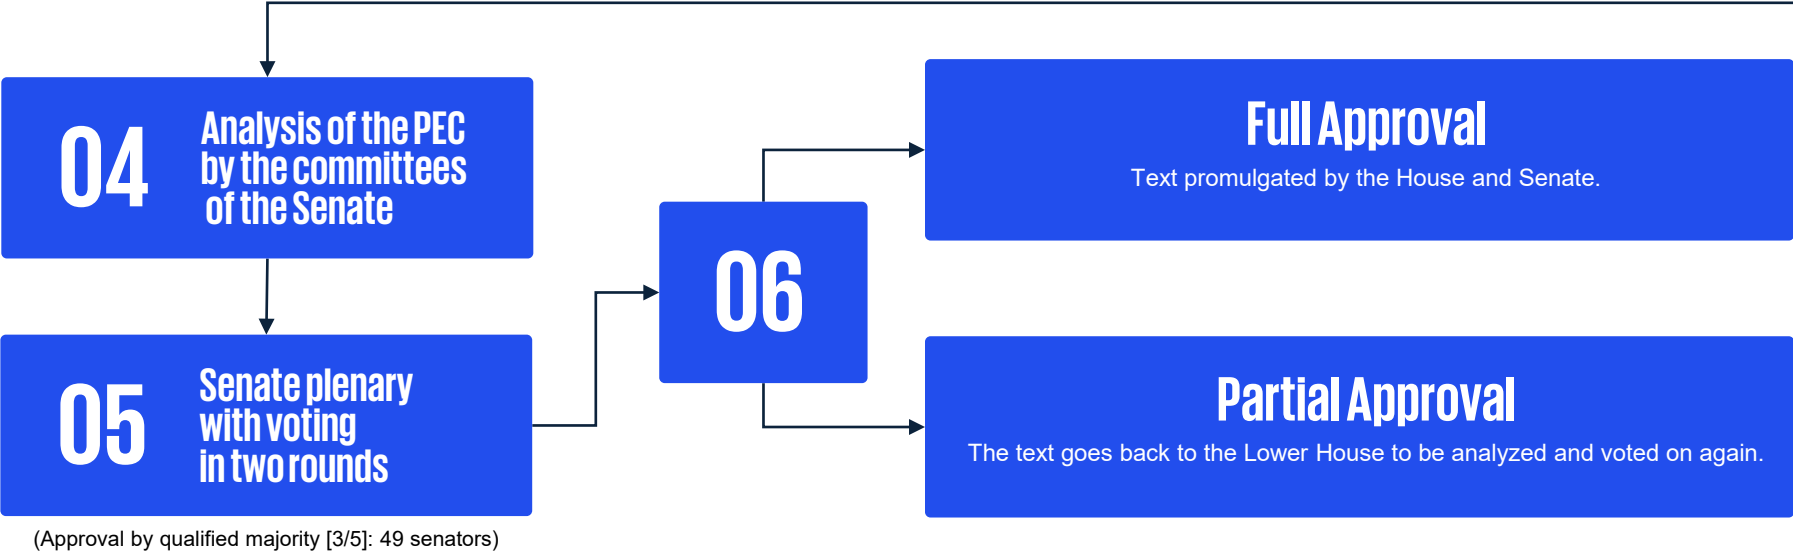 04
Analysis of the PEC
by the committees
of the Senate
05
Senate plenary
with voting
in two rounds
(Approval by qualified majority [3/5]: 49 senators)
06
Full Approval
Text promulgated by the House and Senate.
Partial Approval
The text goes back to the Lower House to be analyzed and voted on again.